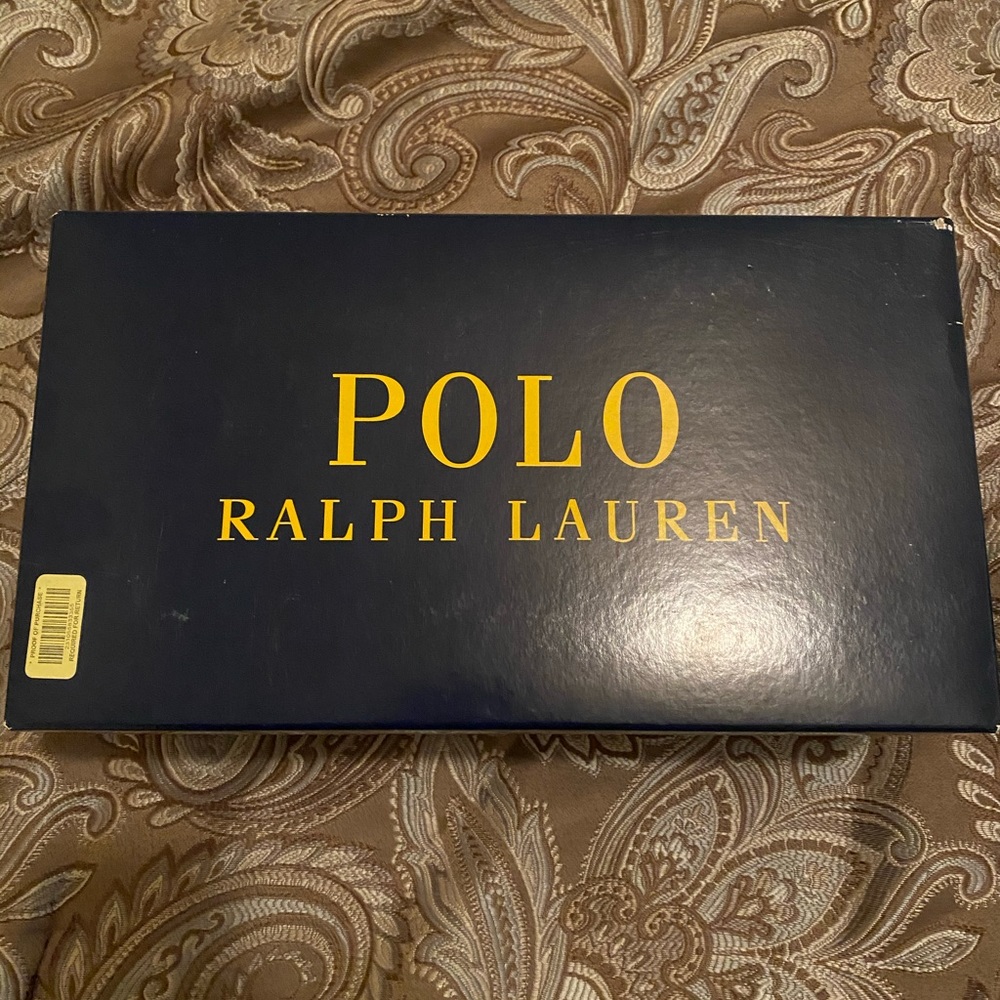 POLO
RALPH LAUREN
* PROOF OF PURCHASE *
REQUIRED FOR RETURN